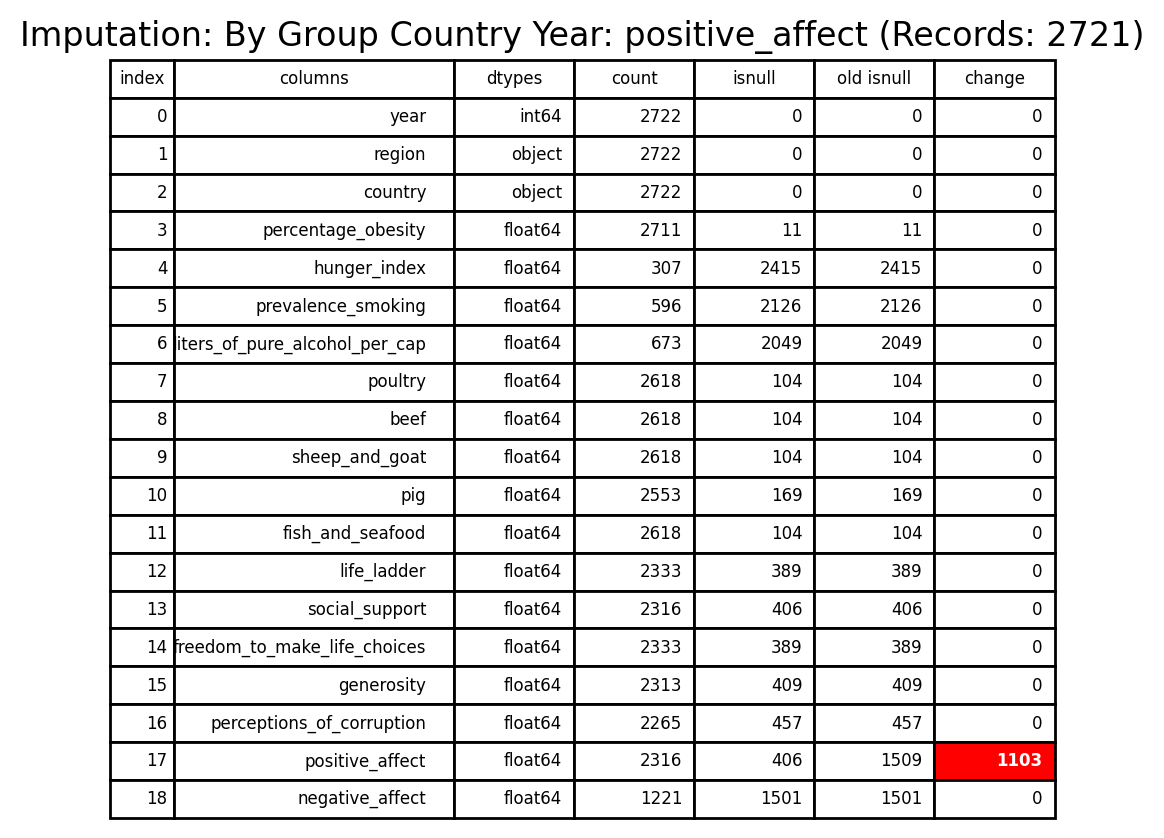 Imputation: By Group Country Year: positive_affect (Records: 2721)
index columns dtypes count isnull old isnull change
0 year int64 2722 0 0 0
1 region object 2722 0 0 0
2 country object 2722 0 0 0
3 percentage_obesity float64 2711 11 11 0
4 hunger_index float64 307 2415 2415 0
5 prevalence_smoking float64 596 2126 2126 0
6 iters_of_pure_alcohol_per_cap float64 673 2049 2049 0
7 poultry float64 2618 104 104 0
8 beef float64 2618 104 104 0
9 sheep_and_goat float64 2618 104 104 0
10 pig float64 2553 169 169 0
11 fish_and_seafood float64 2618 104 104 0
12 life_ladder float64 2333 389 389 0
13 social_support float64 2316 406 406 0
14 freedom_to_make_life_choices float64 2333 389 389 0
15 generosity float64 2313 409 409 0
16 perceptions_of_corruption float64 2265 457 457 0
17 positive_affect float64 2316 406 1509 1103
18 negative_affect float64 1221 1501 1501 0